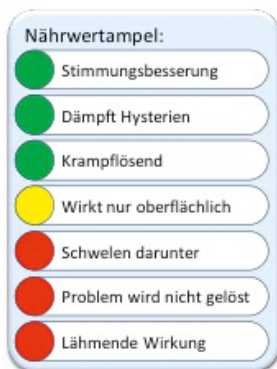 Nährwertampel:
Stimmungsbesserung
Dämpft Hysterien
Krampflösend
Wirkt nur oberflächlich
Schwelen darunter
Problem wird nicht gelöst
Lähmende Wirkung